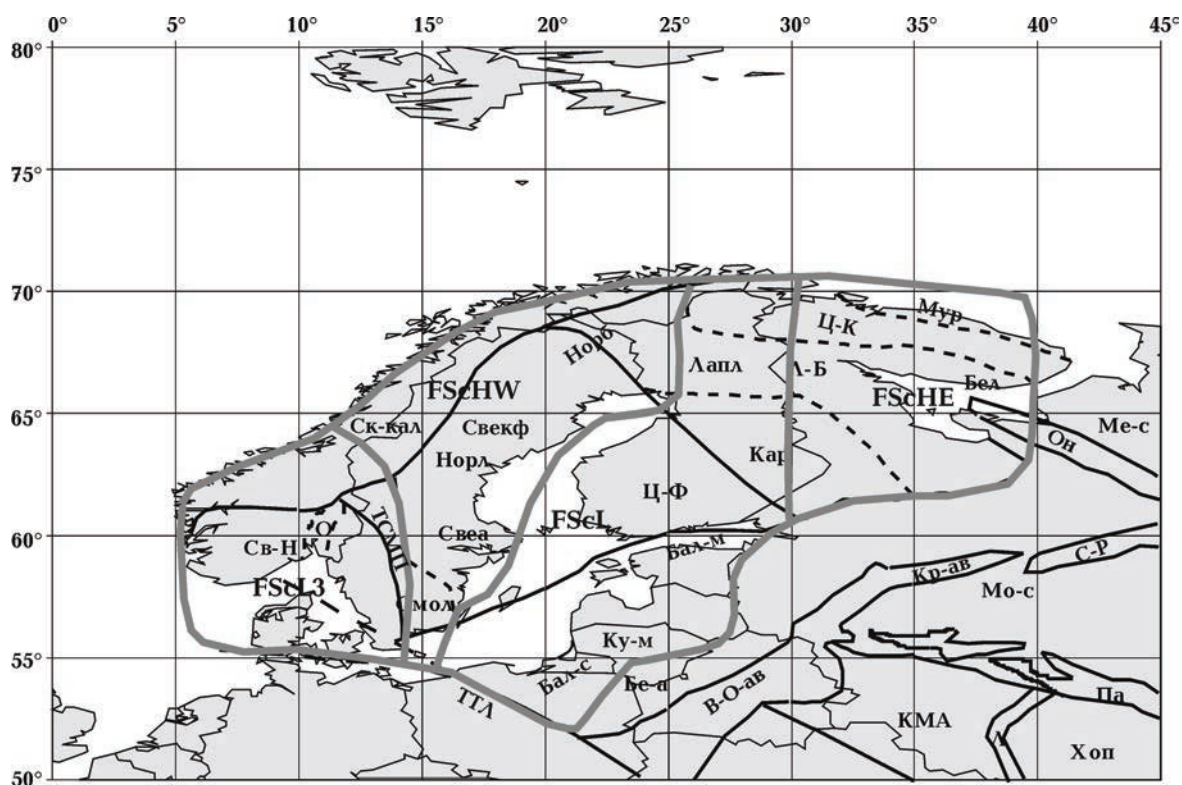 0° 5° 10° 15° 20° 25° 30° 35° 40° 45°
80°
75°
70°
Мур
Ц-К
Норб
Лапл
Л-Б
Бел
FScHW
FScHE
65°
Ск-кал
Свекф
Ме-с
Он
Норл
Кар
Ц-Ф
ТСМП
О
FScL
60°
Свеа
Св-Н
Бал-м
С-Р
Кр-ав
FScL3
Мо-с
Смол
Ку-м
55°
Бал-с
Бе-а
В-О-ав
ТТЛ
Па
КМА
Л
Хоп
50°